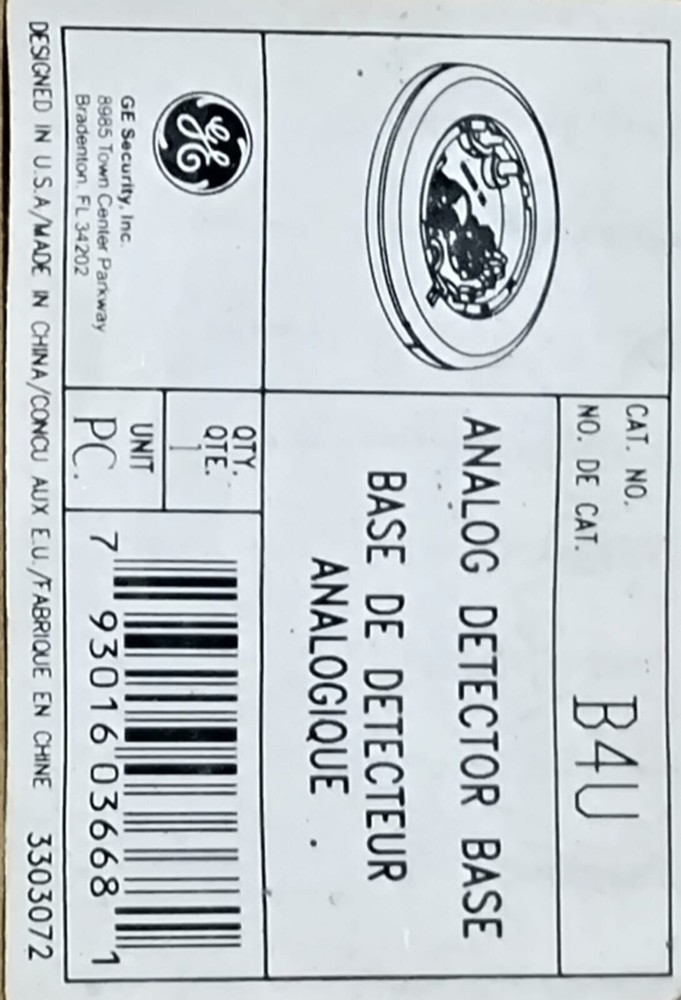 CAT. NO.
NO. DE CAT.
B4U
ANALOG DETECTOR BASE
BASE DE DETECTEUR
ANALOGIQUE
GE
GE Security, Inc.
8985 Town Center Parkway
Bradenton, FL 34202
QTY.
QTE.
1
UNIT
PC.
7 93016 03668 1
DESIGNED IN U.S.A/MADE IN CHINA/CONCU AUX E.U./FABRIQUE EN CHINE 3303072